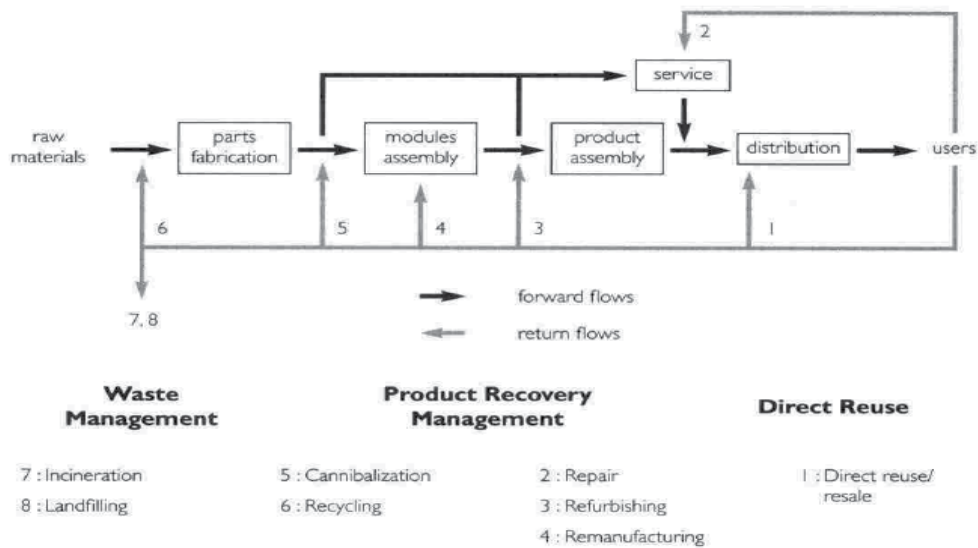 2
service
raw
materials
parts
fabrication
modules
assembly
product
assembly
distribution
users
6
5
4
3
1
7, 8
forward flows
return flows
Waste
Management
Product Recovery
Management
Direct Reuse
7 : Incineration
8 : Landfilling
5 : Cannibalization
6 : Recycling
2 : Repair
3 : Refurbishing
4 : Remanufacturing
1 : Direct reuse/
resale